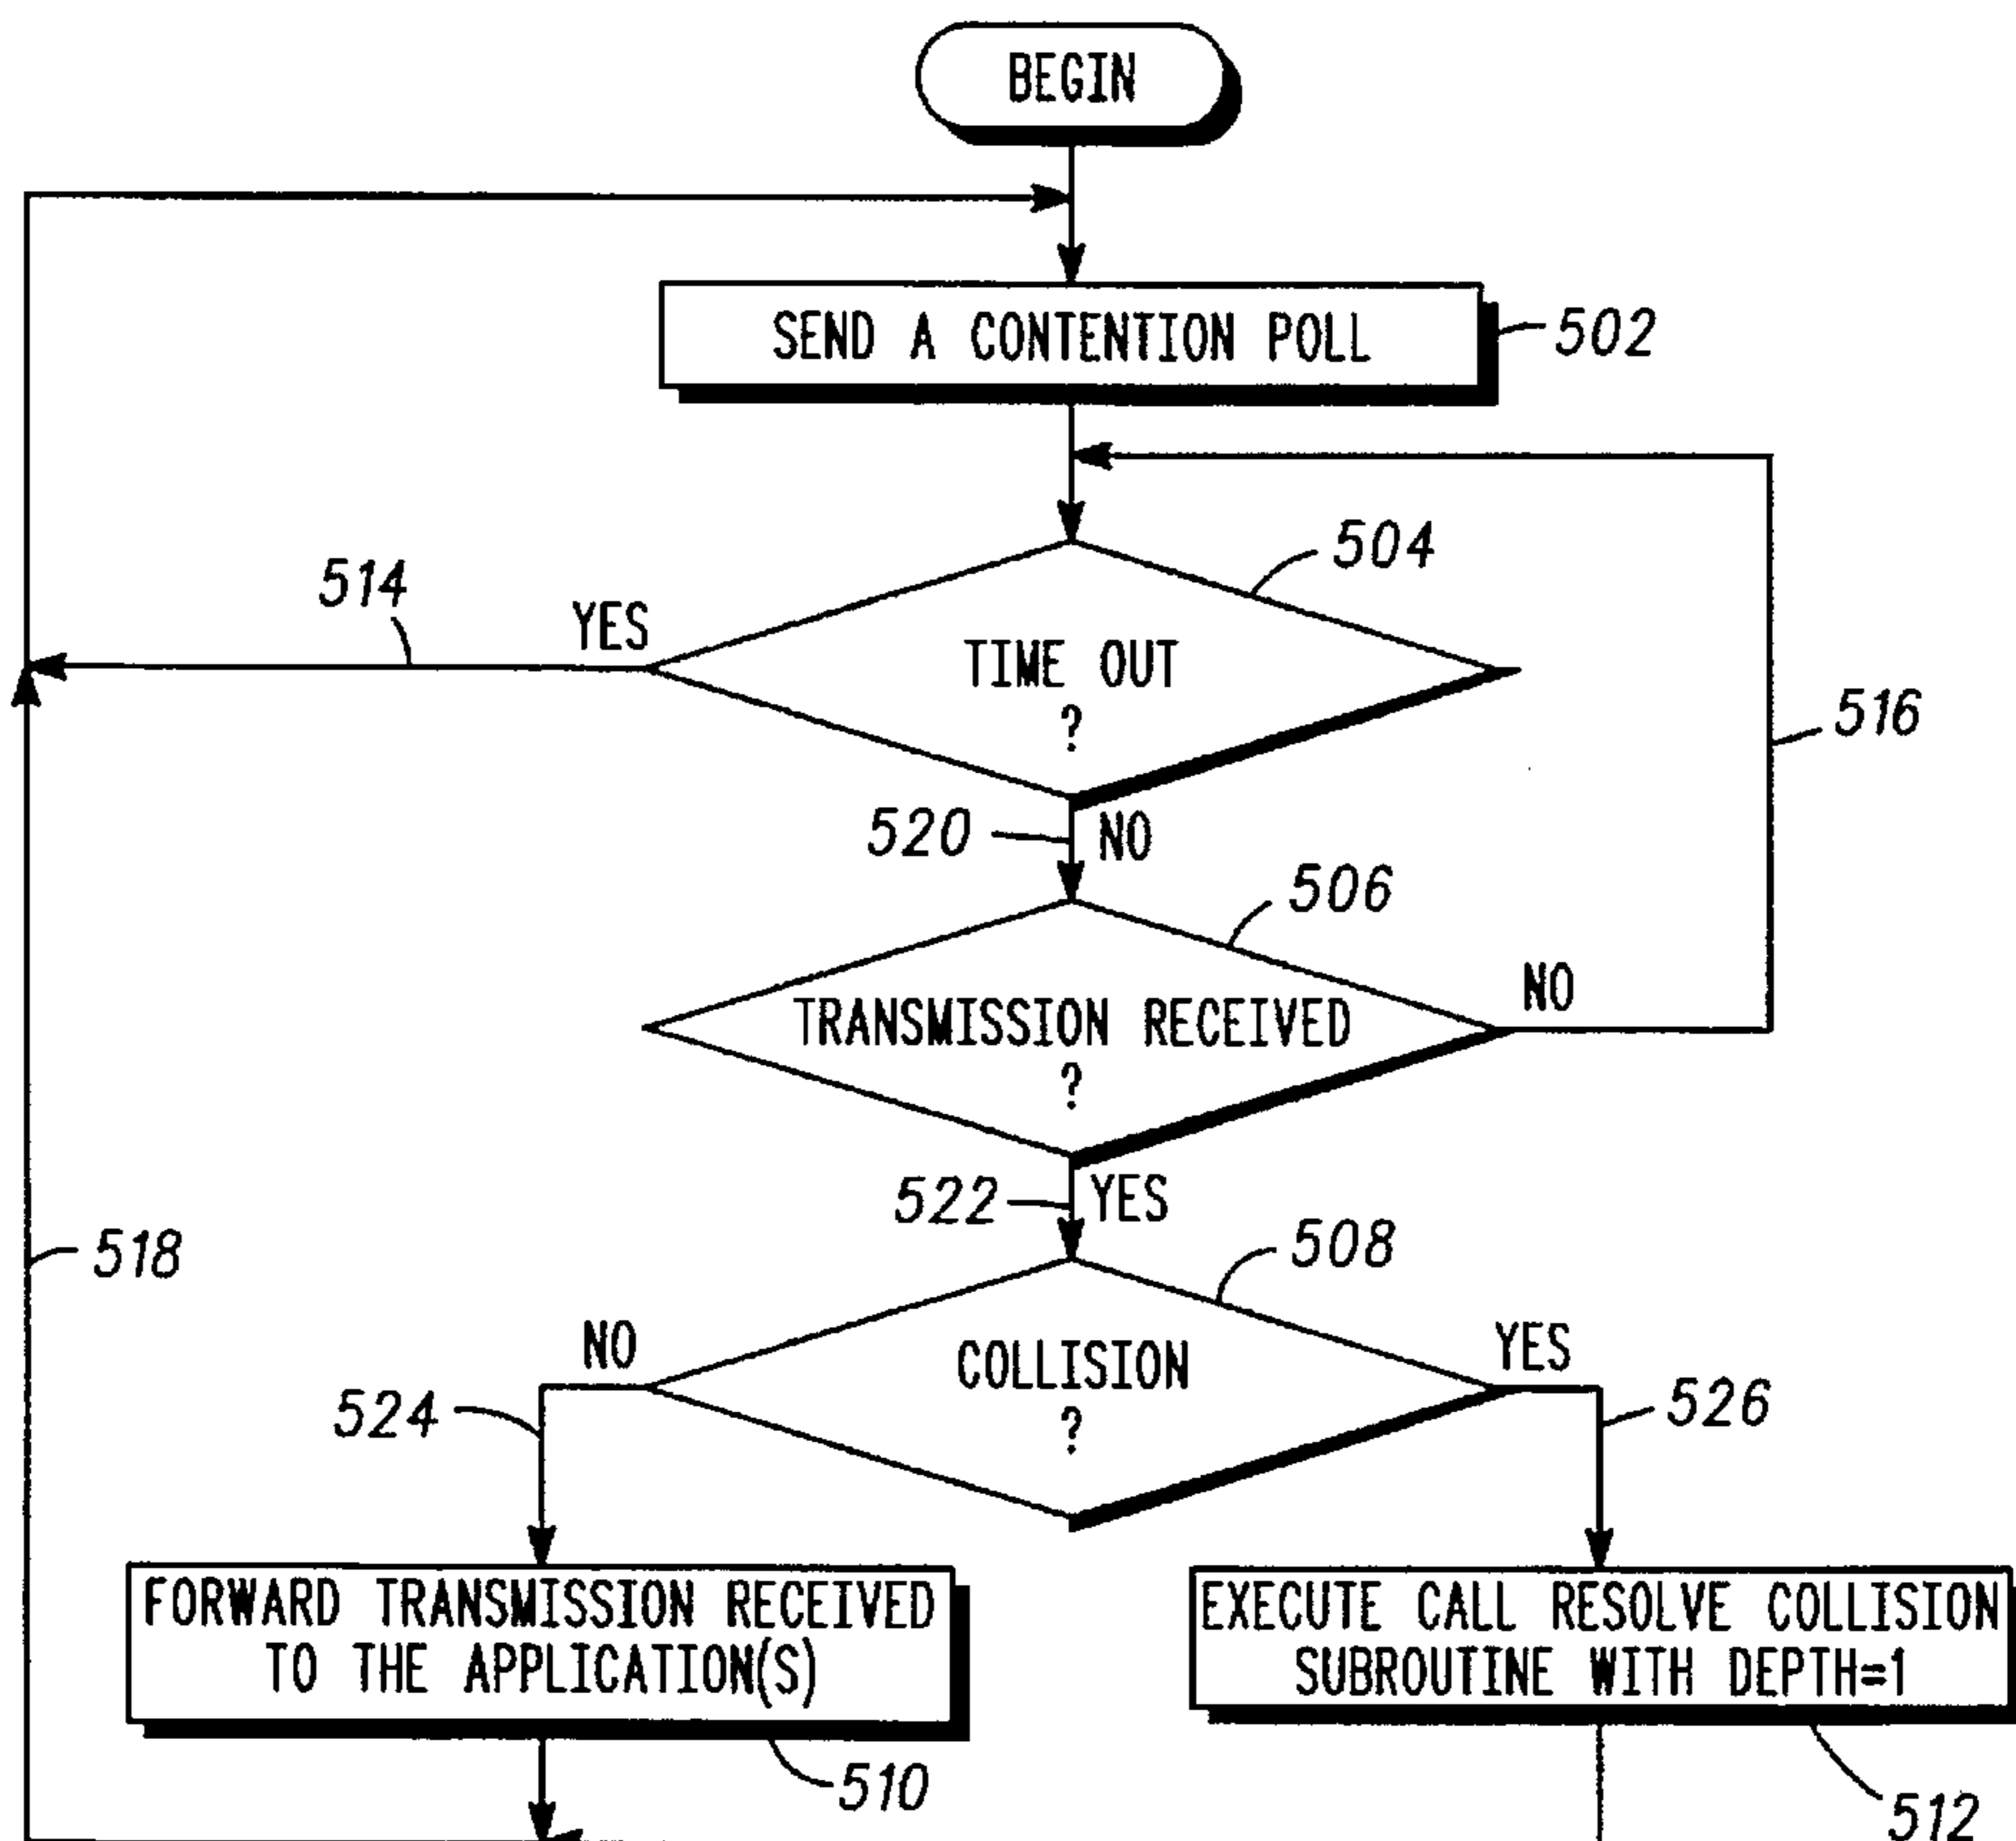 BEGIN
SEND A CONTENTION POLL
502
504
514
YES
TIME OUT
?
516
520
NO
506
NO
TRANSMISSION RECEIVED
?
522
YES
508
518
NO
YES
COLLISION
?
524
526
FORWARD TRANSMISSION RECEIVED
TO THE APPLICATION(S)
EXECUTE CALL RESOLVE COLLISION
SUBROUTINE WITH DEPTH=1
510
512